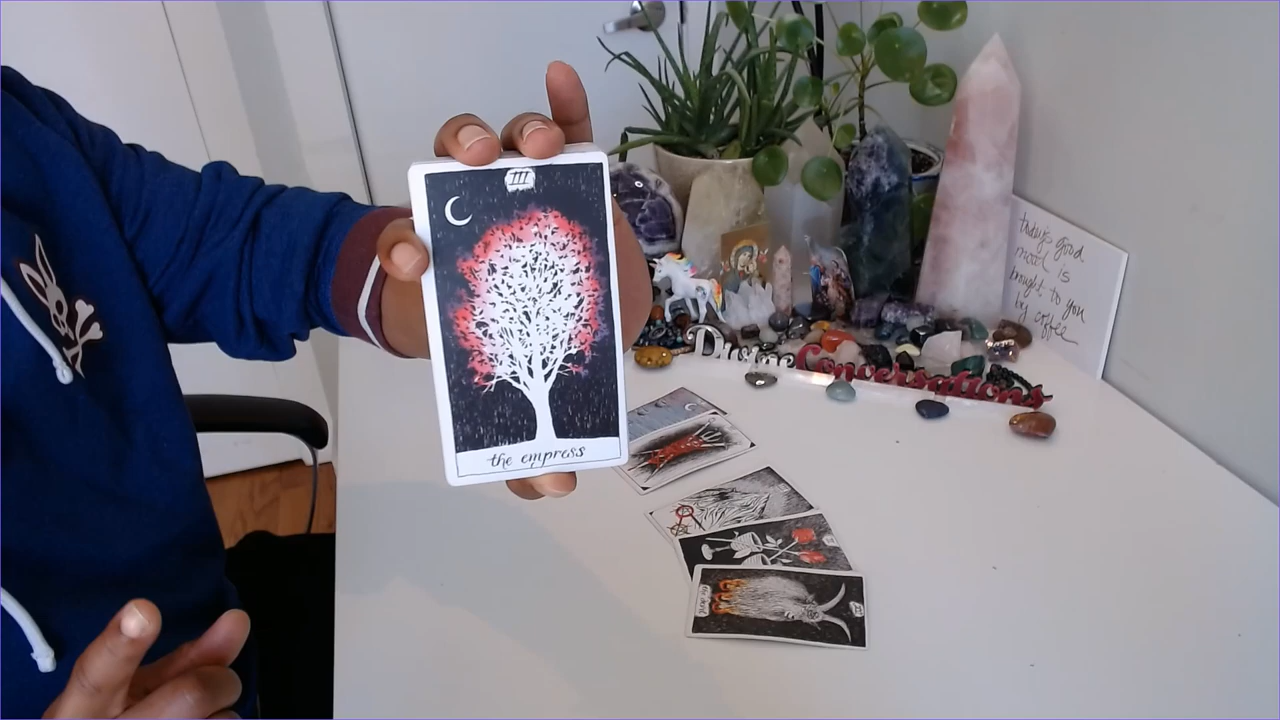 III
the empress
today's good
mood is
brought to you
by coffee
Divine Conversations